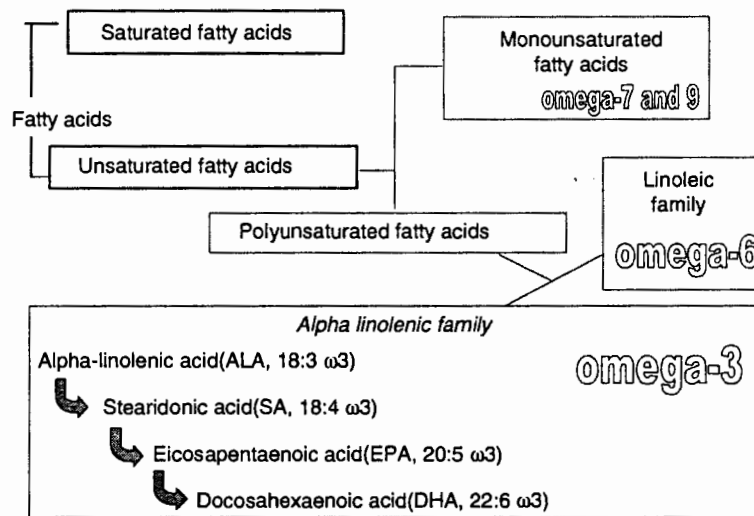 Saturated fatty acids
Monounsaturated
fatty acids
omega-7 and 9
Fatty acids
Unsaturated fatty acids
Linoleic
family
omega-6
Polyunsaturated fatty acids
Alpha linolenic family
omega-3
Alpha-linolenic acid(ALA, 18:3 ω3)
Stearidonic acid(SA, 18:4 ω3)
Eicosapentaenoic acid(EPA, 20:5 ω3)
Docosahexaenoic acid(DHA, 22:6 ω3)